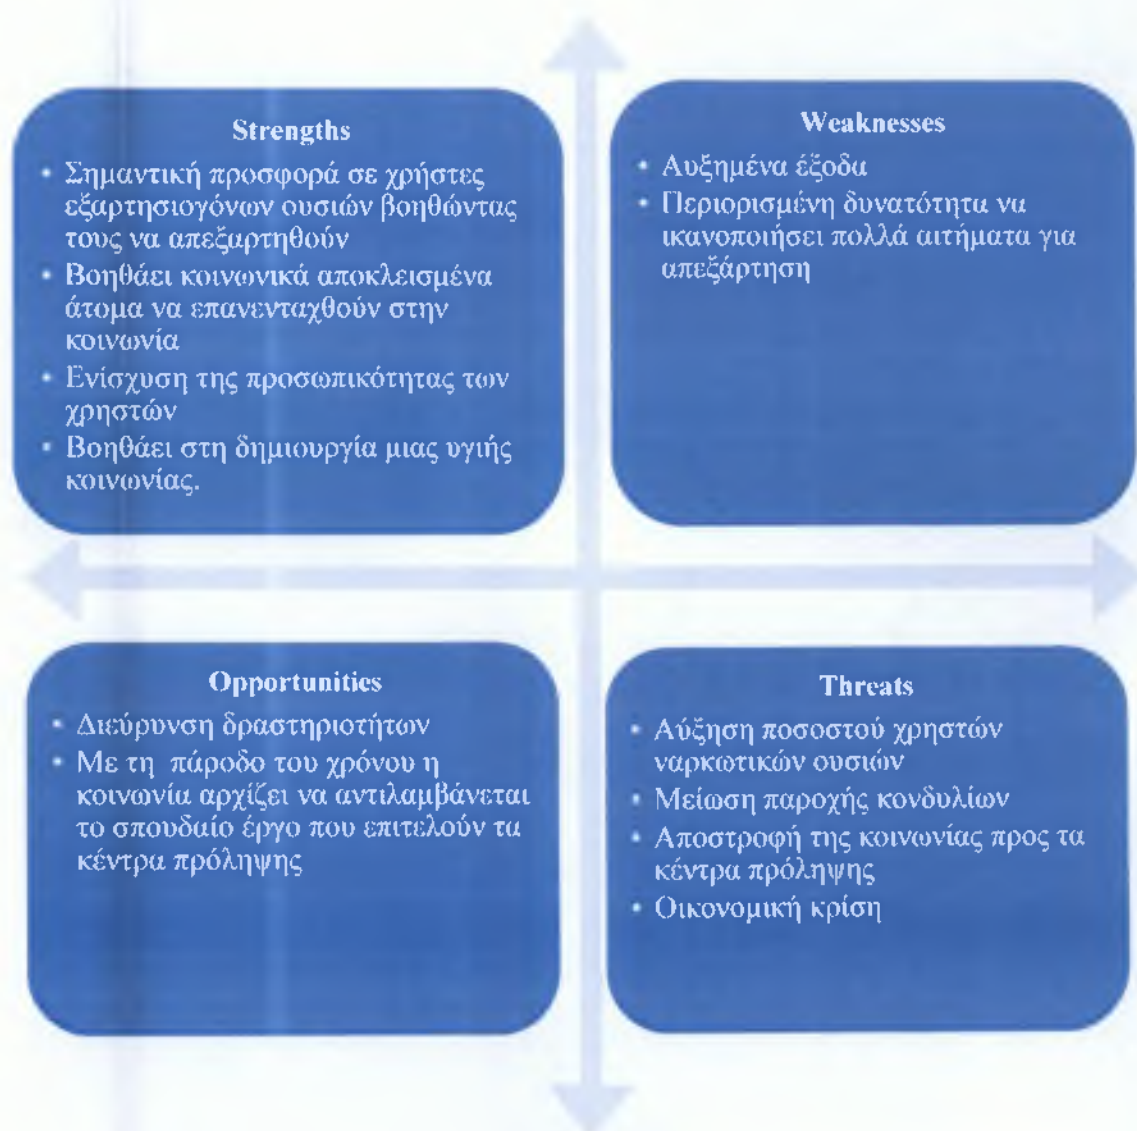 Strengths
• Σημαντική προσφορά σε χρήστες
εξαρτησιογόνων ουσιών βοηθώντας
τους να απεξαρτηθούν
• Βοηθάει κοινωνικά αποκλεισμένα
άτομα να επανενταχθούν στην
κοινωνία
• Ενίσχυση της προσωπικότητας των
χρηστών
• Βοηθάει στη δημιουργία μιας υγιής
κοινωνίας.
Weaknesses
• Αυξημένα έξοδα
• Περιορισμένη δυνατότητα να
ικανοποιήσει πολλά αιτήματα για
απεξάρτηση
Opportunities
• Διεύρυνση δραστηριοτήτων
• Με τη πάροδο του χρόνου η
κοινωνία αρχίζει να αντιλαμβάνεται
το σπουδαίο έργο που επιτελούν τα
κέντρα πρόληψης
Threats
• Αύξηση ποσοστού χρηστών
ναρκωτικών ουσιών
• Μείωση παροχής κονδυλίων
• Αποστροφή της κοινωνίας προς τα
κέντρα πρόληψης
• Οικονομική κρίση